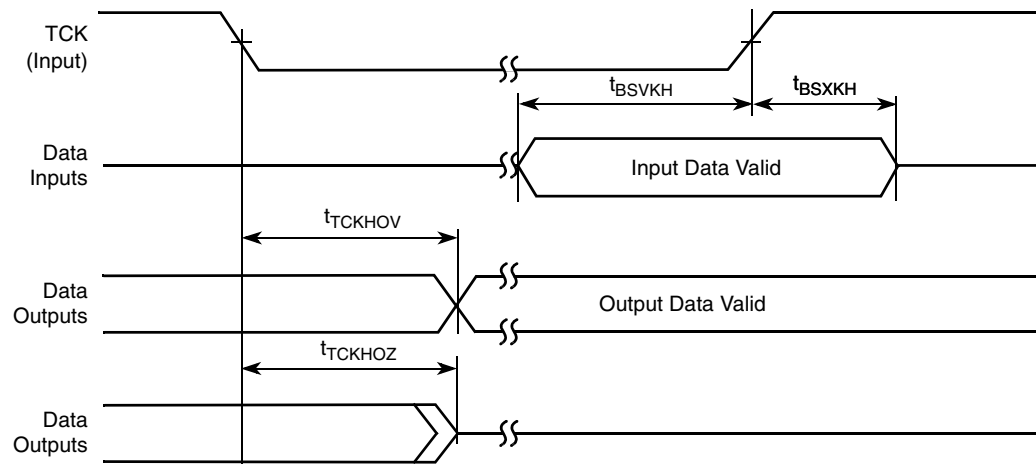 TCK
(Input)
tBSVKH
tBSXKH
Data
Inputs
Input Data Valid
tTCKHOV
Data
Outputs
Output Data Valid
tTCKHOZ
Data
Outputs